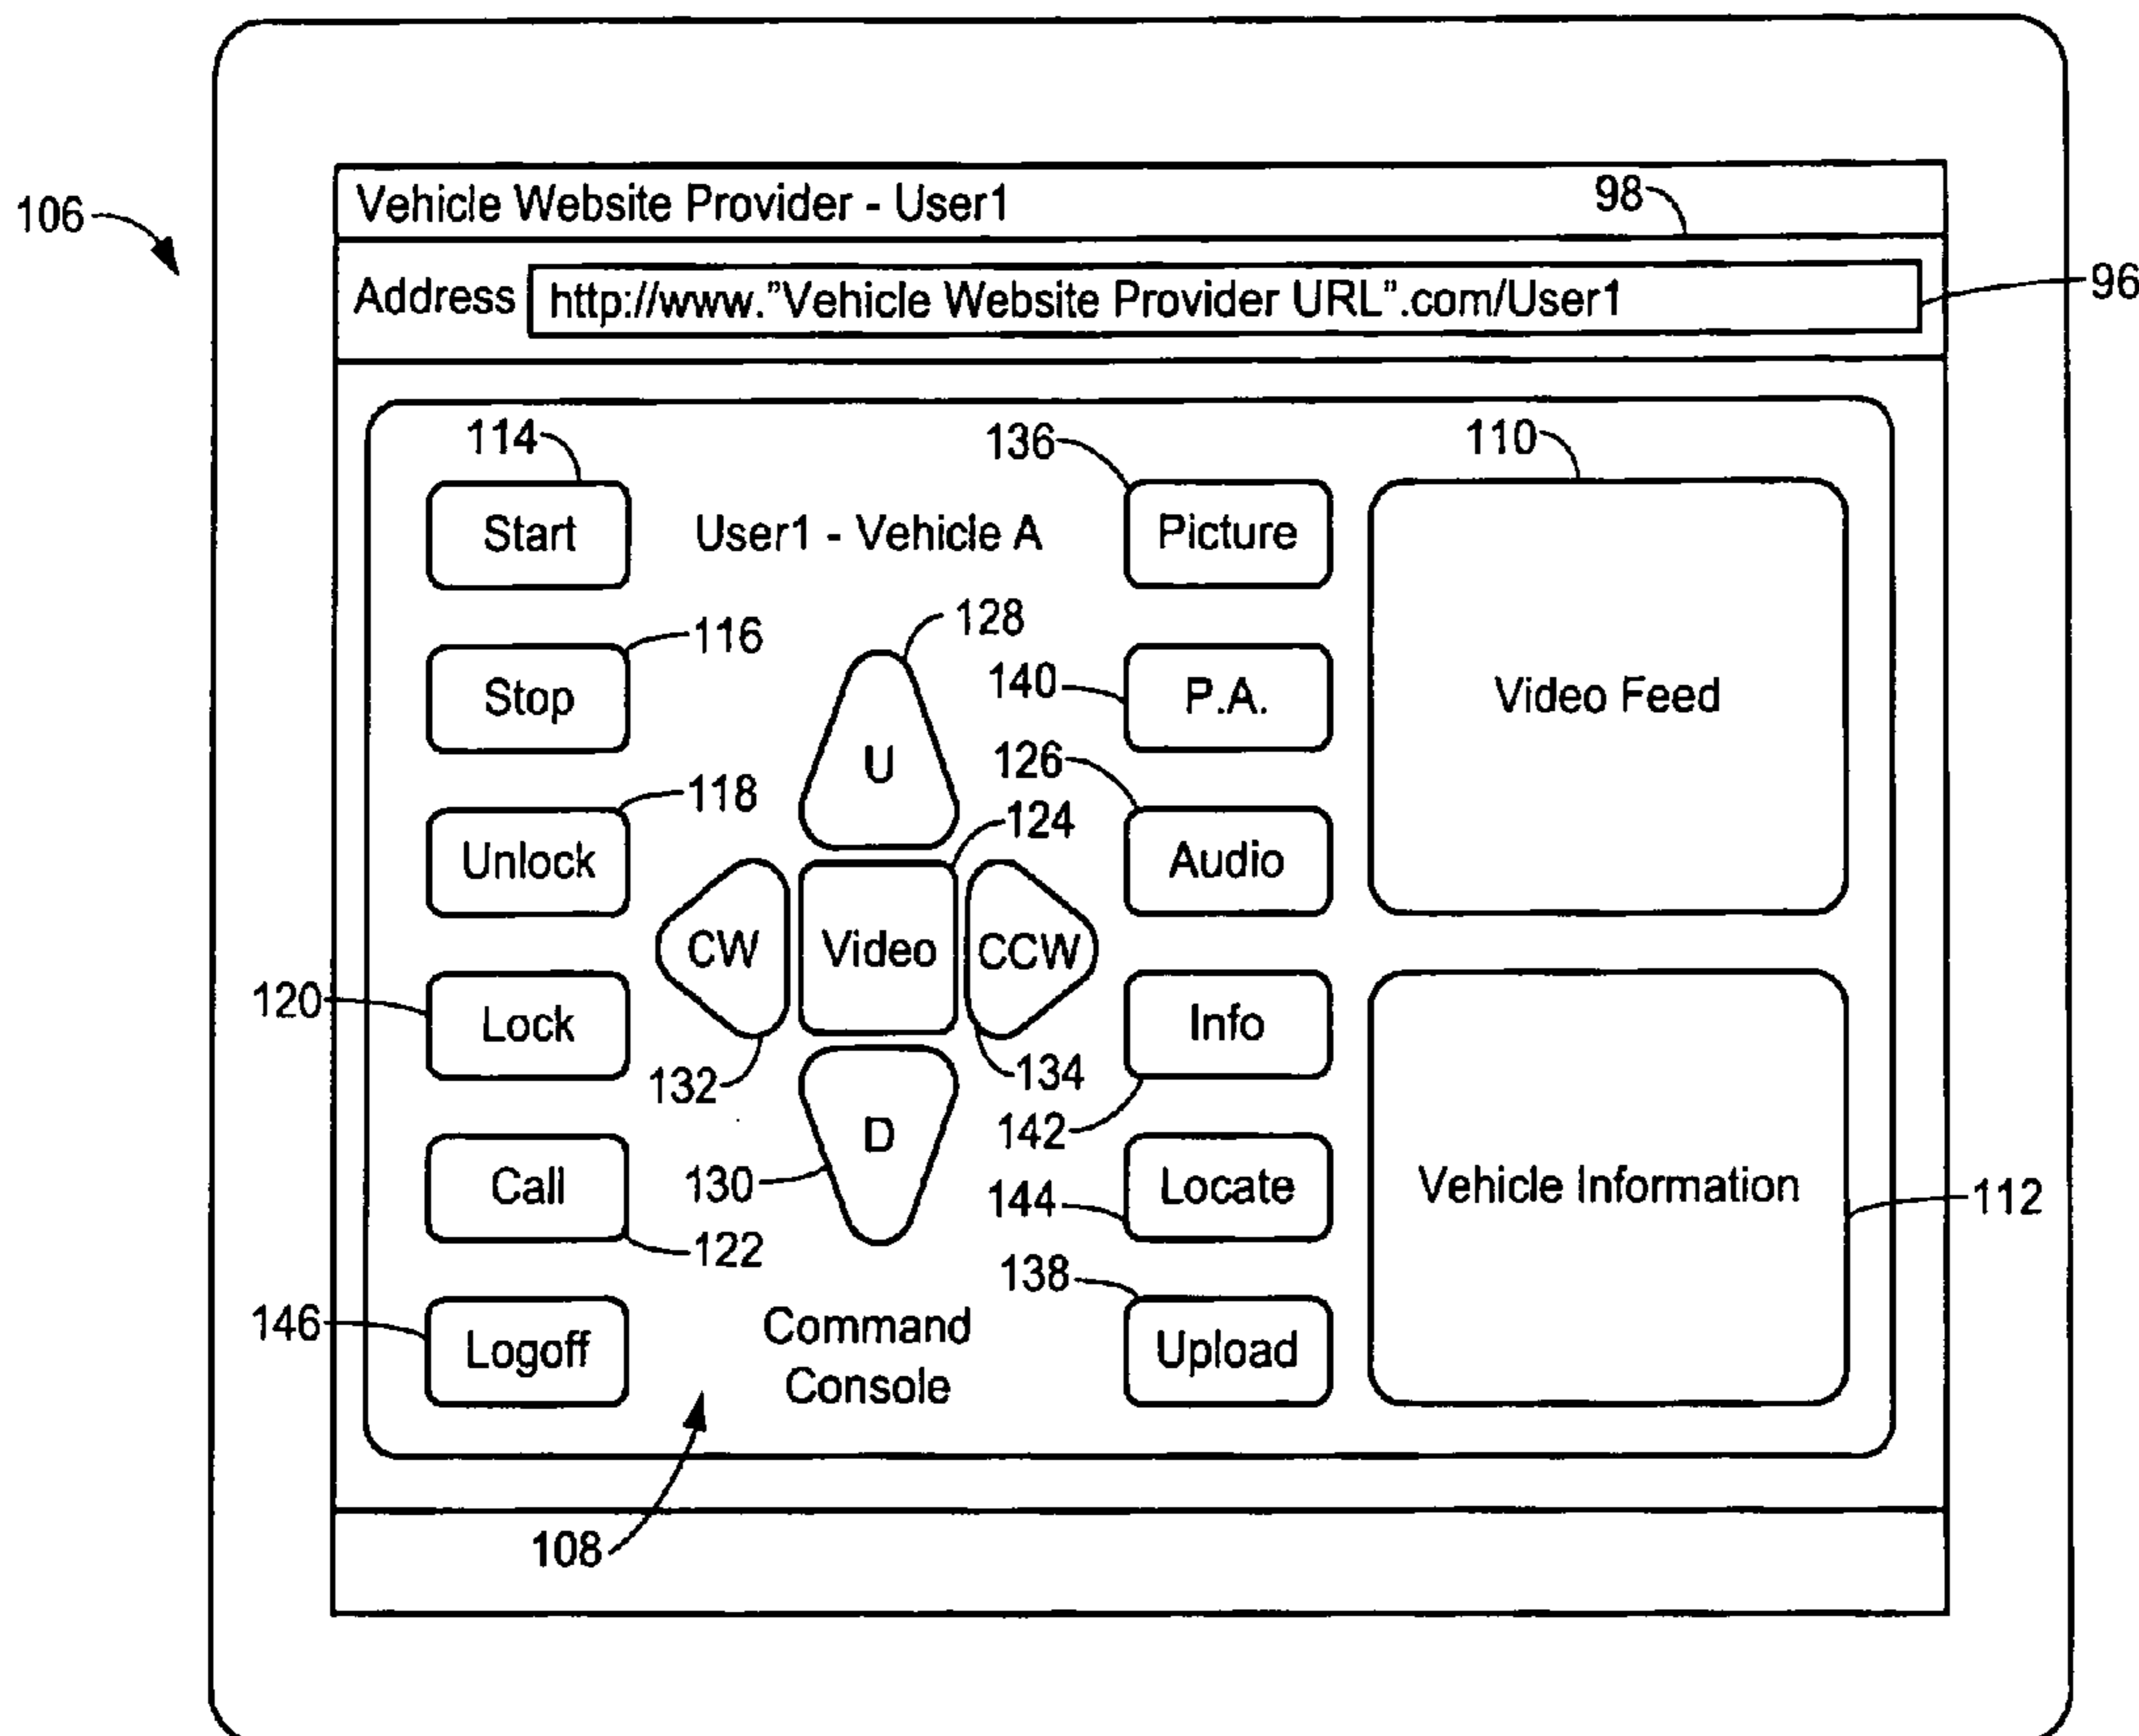 Vehicle Website Provider - User1
98
106
Address
http://www."Vehicle Website Provider URL".com/User1
96
114
136
110
Start
User1 - Vehicle A
Picture
128
116
Stop
140
P.A.
Video Feed
U
126
118
124
Unlock
Audio
CW
Video
CCW
120
Lock
Info
132
134
142
D
Call
130
144
Locate
Vehicle Information
112
122
138
146
Logoff
Command
Console
Upload
108